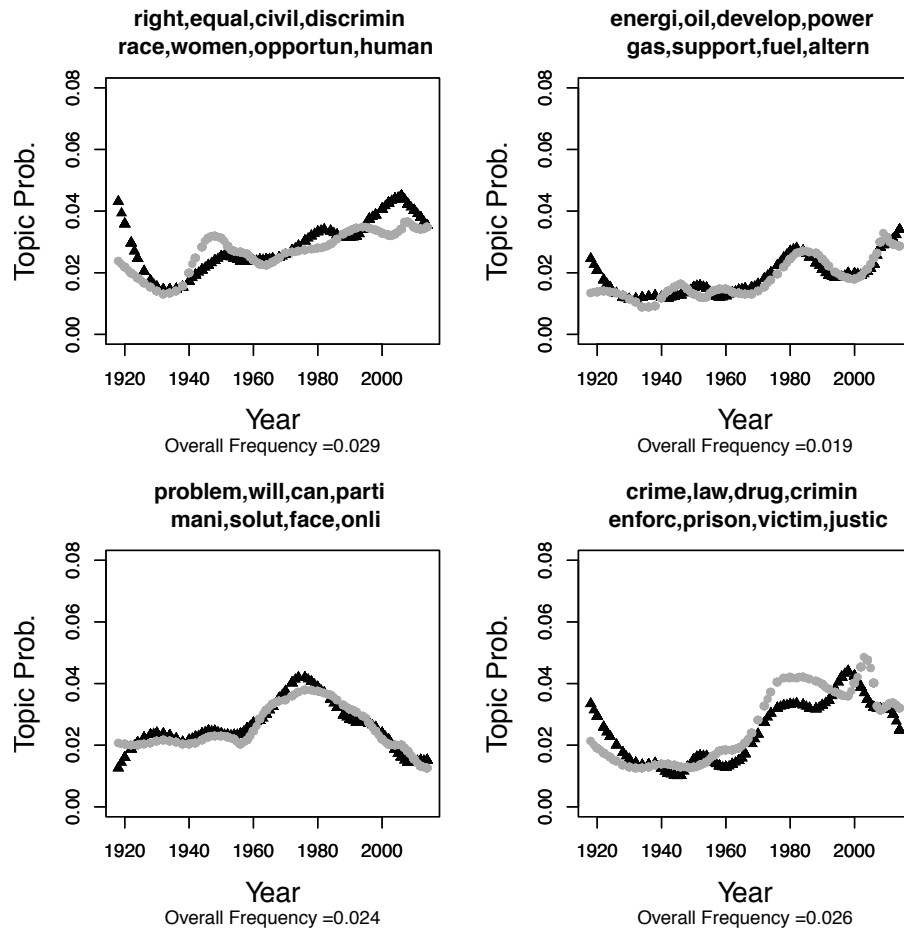 right,equal,civil,discrimin
race,women,opportun,human
Topic Prob.
0.00 0.02 0.04 0.06 0.08
1920 1940 1960 1980 2000
Year
Overall Frequency =0.029
energi,oil,develop,power
gas,support,fuel,altern
Topic Prob.
0.00 0.02 0.04 0.06 0.08
1920 1940 1960 1980 2000
Year
Overall Frequency =0.019
problem,will,can,parti
mani,solut,face,onli
Topic Prob.
0.00 0.02 0.04 0.06 0.08
1920 1940 1960 1980 2000
Year
Overall Frequency =0.024
crime,law,drug,crimin
enforc,prison,victim,justic
Topic Prob.
0.00 0.02 0.04 0.06 0.08
1920 1940 1960 1980 2000
Year
Overall Frequency =0.026